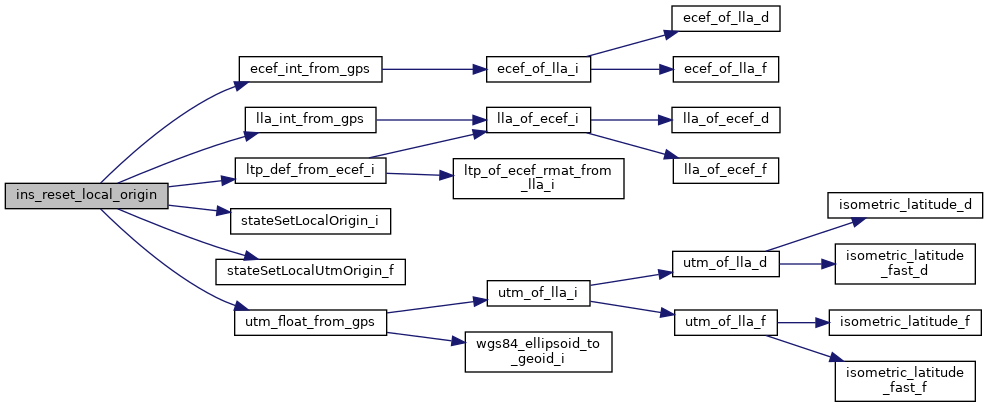 ecef_of_lla_d
ecef_int_from_gps
ecef_of_lla_i
ecef_of_lla_f
lla_int_from_gps
lla_of_ecef_i
lla_of_ecef_d
ltp_def_from_ecef_i
ltp_of_ecef_rmat_from
_lla_i
lla_of_ecef_f
ins_reset_local_origin
stateSetLocalOrigin_i
isometric_latitude_d
stateSetLocalUtmOrigin_f
utm_of_lla_d
isometric_latitude
_fast_d
utm_of_lla_i
utm_float_from_gps
utm_of_lla_f
isometric_latitude_f
wgs84_ellipsoid_to
_geoid_i
isometric_latitude
_fast_f